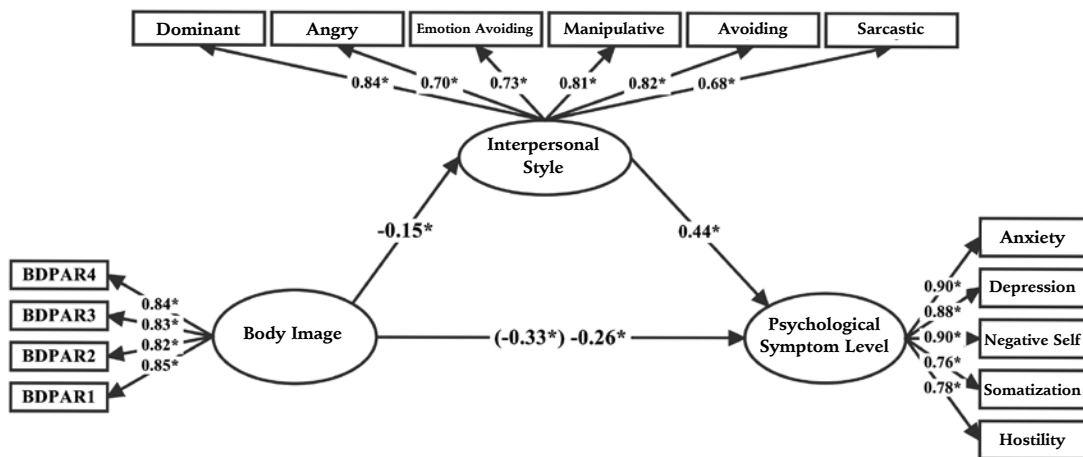 Dominant
Angry
Emotion Avoiding
Manipulative
Avoiding
Sarcastic
0.84*
0.70*
0.73*
0.81*
0.82*
0.68*
Interpersonal
Style
-0.15*
0.44*
BDPAR4
BDPAR3
BDPAR2
BDPAR1
0.84*
0.83*
0.82*
0.85*
Body Image
(-0.33*) -0.26*
Psychological
Symptom Level
0.90*
0.88*
0.90*
0.76*
0.78*
Anxiety
Depression
Negative Self
Somatization
Hostility